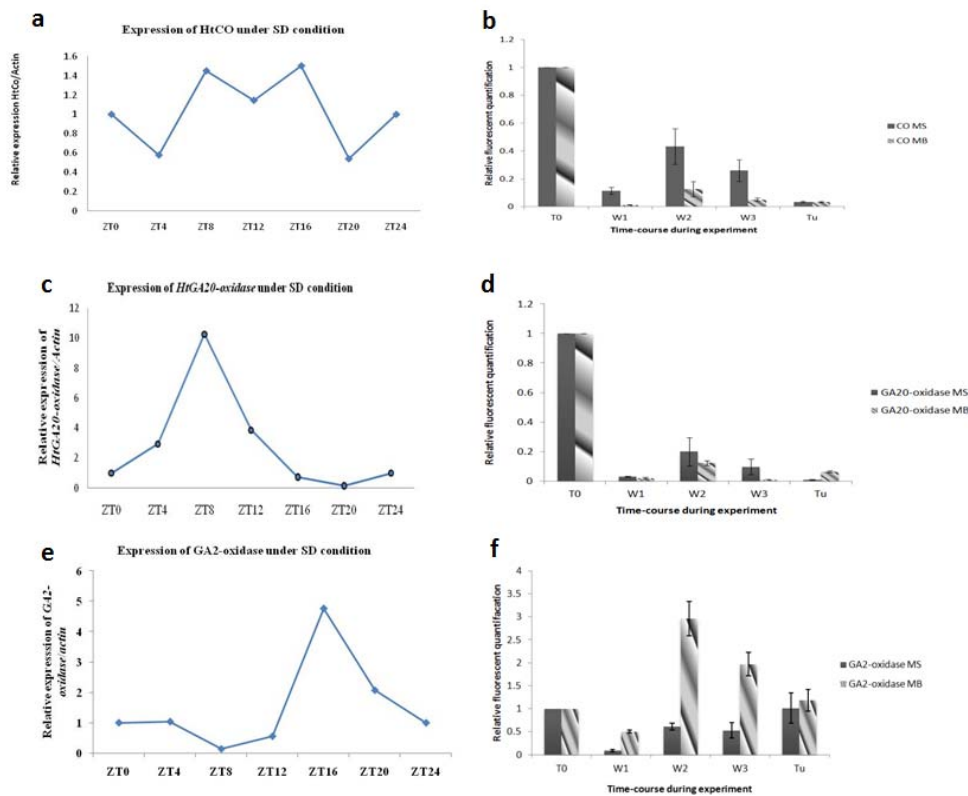 a
Expression of HtCO under SD condition
Relative expression HtCo/Actin
1.6
1.4
1.2
1
0.8
0.6
0.4
0.2
0
ZT0 ZT4 ZT8 ZT12 ZT16 ZT20 ZT24
b
Relative fluorescent quantification
1.2
1
0.8
0.6
0.4
0.2
0
T0 W1 W2 W3 Tu
Time-course during experiment
CO MS
CO MB
c
Expression of HtGA20-oxidase under SD condition
Relative expression of
HtGA20-oxidase/Actin
12
10
8
6
4
2
0
ZT0 ZT4 ZT8 ZT12 ZT16 ZT20 ZT24
d
Relative fluorescent quantification
1.2
1
0.8
0.6
0.4
0.2
0
T0 W1 W2 W3 Tu
Time-course during experiment
GA20-oxidase MS
GA20-oxidase MB
e
Expression of GA2-oxidase under SD condition
Relative expresssion of GA2-
oxidase/actin
6
5
4
3
2
1
0
ZT0 ZT4 ZT8 ZT12 ZT16 ZT20 ZT24
f
Relative fluorescent quantifacation
4
3.5
3
2.5
2
1.5
1
0.5
0
T0 W1 W2 W3 Tu
Time-course during experiment
GA2-oxidase MS
GA2-oxidase MB